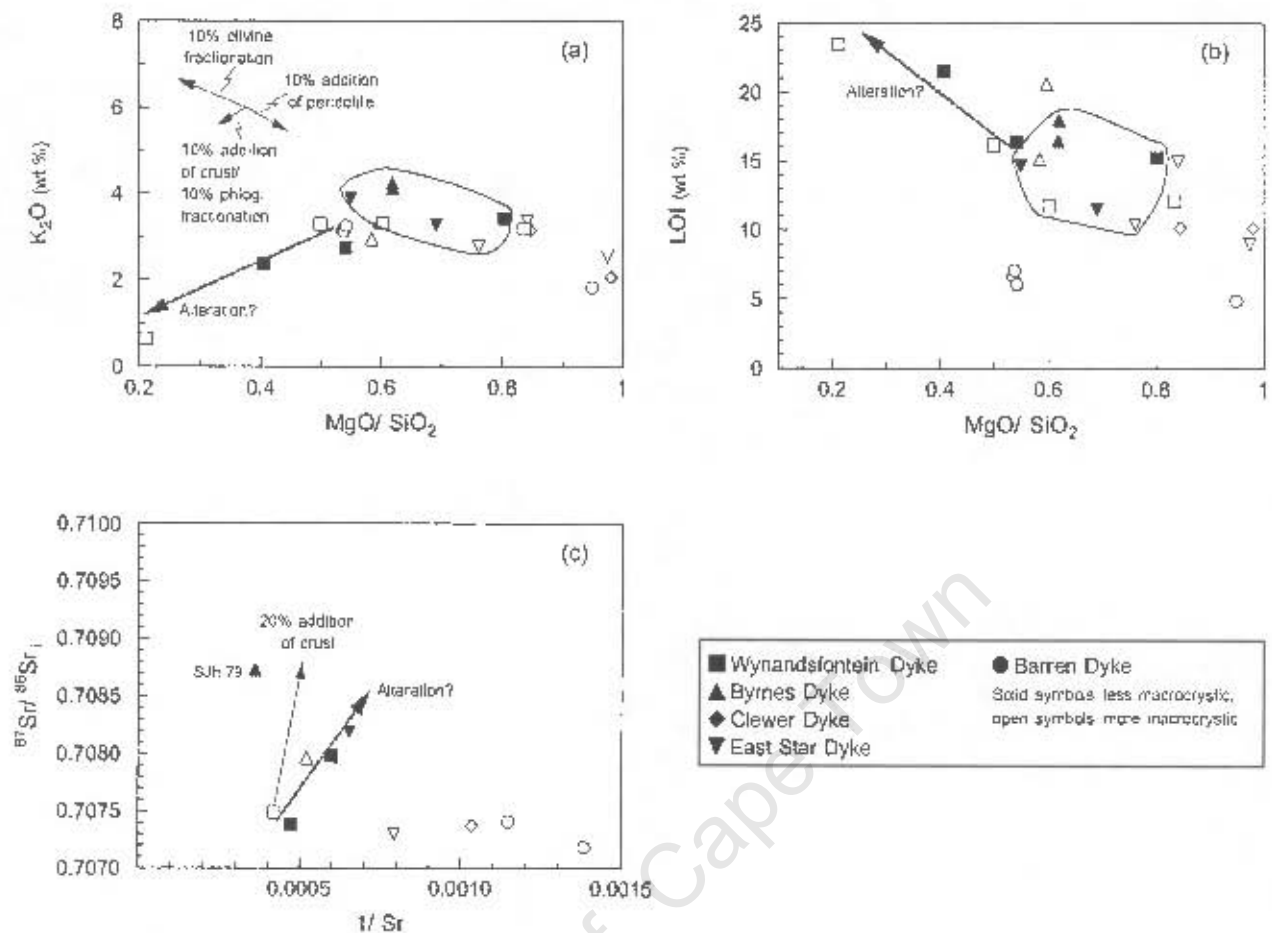 (a)
8
6
4
2
0
K2O (wt %)
10% olivine
fractionation
10% addition
of peridotite
10% addition
of crust/
10% phlog.
fractionation
Alteration?
0.2 0.4 0.6 0.8 1
MgO/ SiO2
(b)
25
20
15
10
5
0
LOI (wt %)
Alteration?
0.2 0.4 0.6 0.8 1
MgO/ SiO2
(c)
0.7100
0.7095
0.7090
0.7085
0.7080
0.7075
0.7070
87Sr/ 86Sr i
20% addition
of crust
SJH 79
Alteration?
0.0005 0.0010 0.0015
1/ Sr
Wynandsfontein Dyke
Byrnes Dyke
Clewer Dyke
East Star Dyke
Barren Dyke
Solid symbols less macrocrystic,
open symbols more macrocrystic
of Cape Town